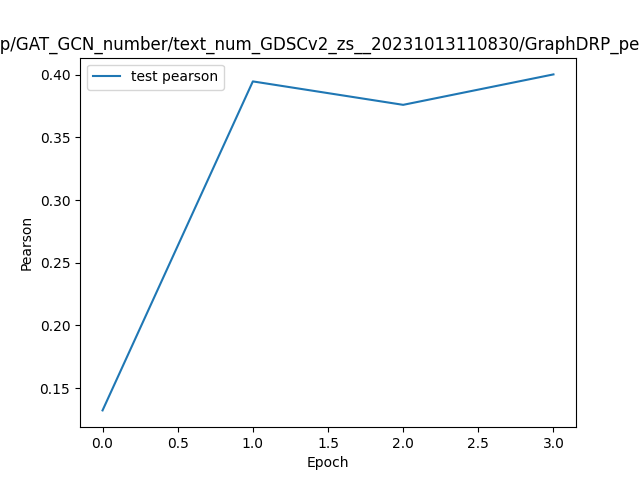 p/GAT_GCN_number/text_num_GDSCv2_zs__20231013110830/GraphDRP_pe
test pearson
0.40
0.35
0.30
0.25
0.20
0.15
Pearson
0.0 0.5 1.0 1.5 2.0 2.5 3.0
Epoch